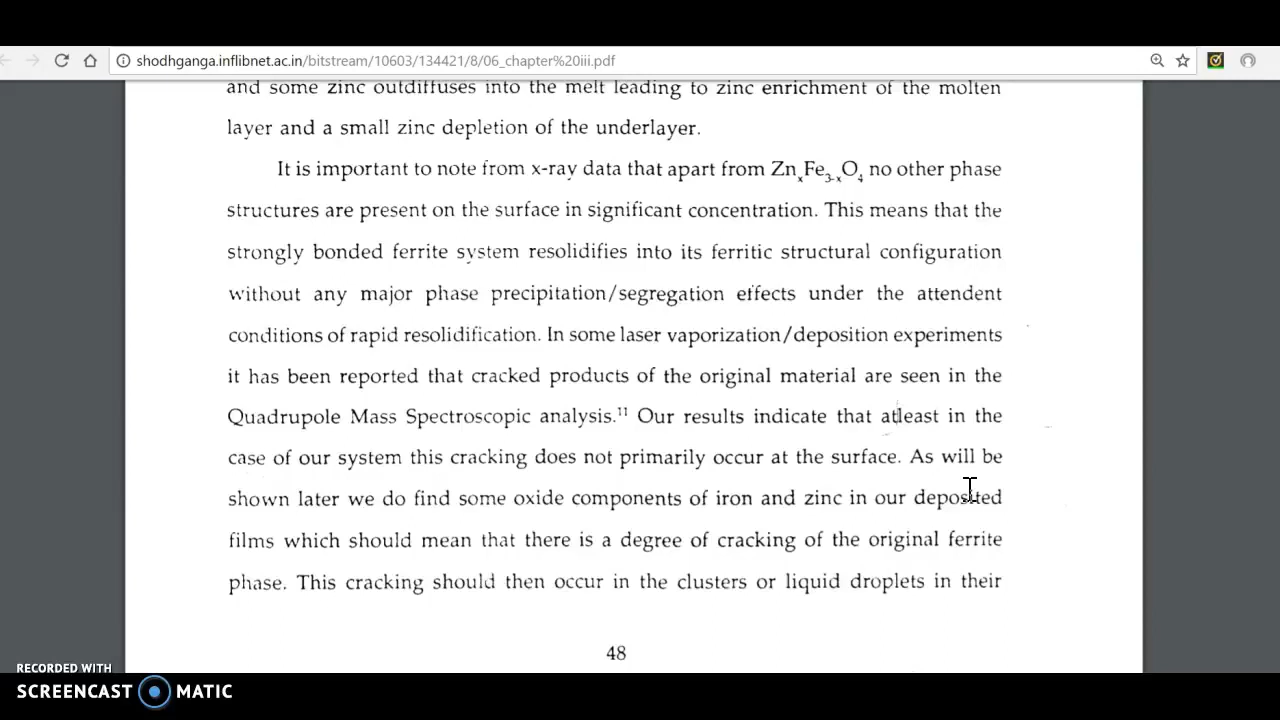 shodhganga.inflibnet.ac.in/bitstream/10603/134421/8/06_chapter%20iii.pdf
and some zinc outdiffuses into the melt leading to zinc enrichment of the molten
layer and a small zinc depletion of the underlayer.
It is important to note from x-ray data that apart from ZnₓFe₃₋ₓO₄ no other phase
structures are present on the surface in significant concentration. This means that the
strongly bonded ferrite system resolidifies into its ferritic structural configuration
without any major phase precipitation/segregation effects under the attendent
conditions of rapid resolidification. In some laser vaporization/deposition experiments
it has been reported that cracked products of the original material are seen in the
Quadrupole Mass Spectroscopic analysis.¹¹ Our results indicate that atleast in the
case of our system this cracking does not primarily occur at the surface. As will be
shown later we do find some oxide components of iron and zinc in our deposited
films which should mean that there is a degree of cracking of the original ferrite
phase. This cracking should then occur in the clusters or liquid droplets in their
48
RECORDED WITH
SCREENCAST MATIC